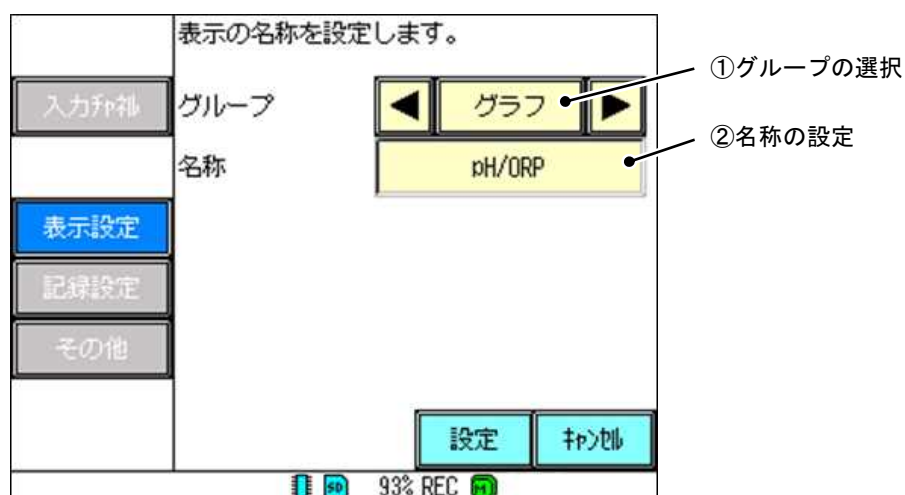 表示の名称を設定します。
①グループの選択
入力ﾁｬﾈﾙ
グループ
◀ グラフ ▶
②名称の設定
名称
pH/ORP
表示設定
記録設定
その他
設定
ｷｬﾝｾﾙ
SD 93% REC M